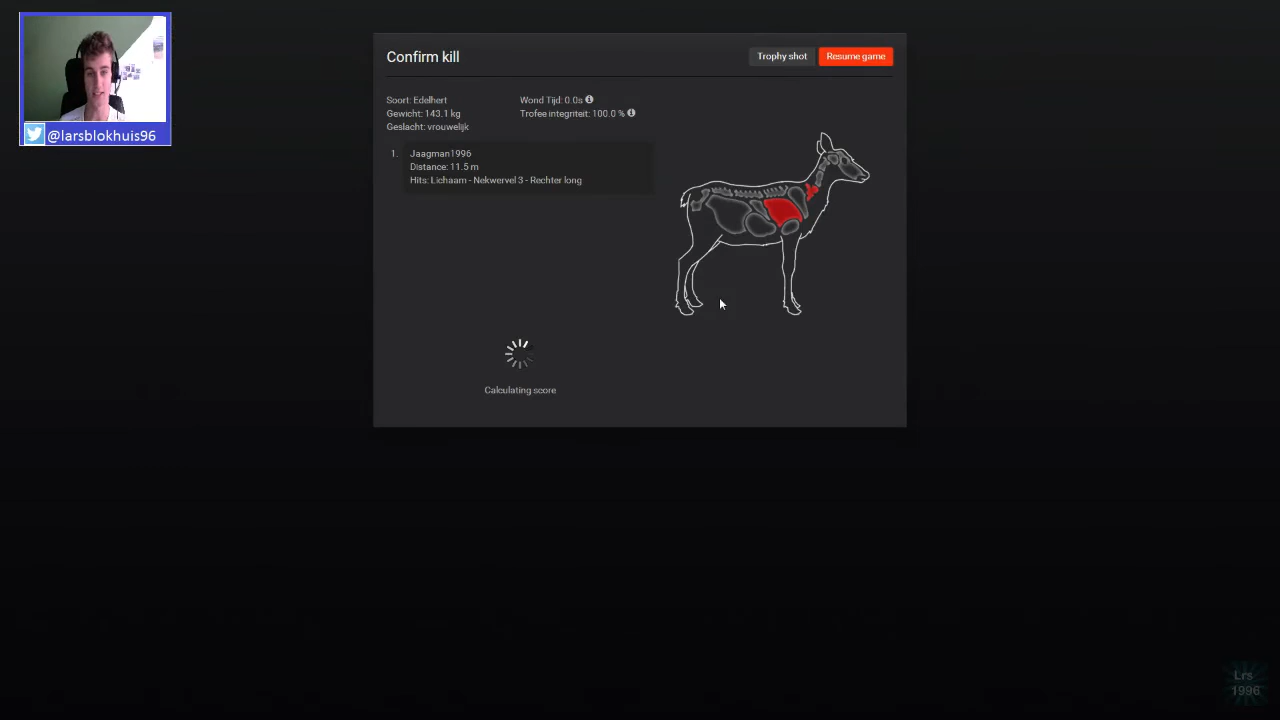 @larsblokhuis96
Confirm kill
Trophy shot
Resume game
Soort: Edelhert
Gewicht: 143.1 kg
Geslacht: vrouwelijk
Wond Tijd: 0.0s
Trofee integriteit: 100.0 %
1. Jaagman1996
Distance: 11.5 m
Hits: Lichaam - Nekwervel 3 - Rechter long
Calculating score
Lrs
1996